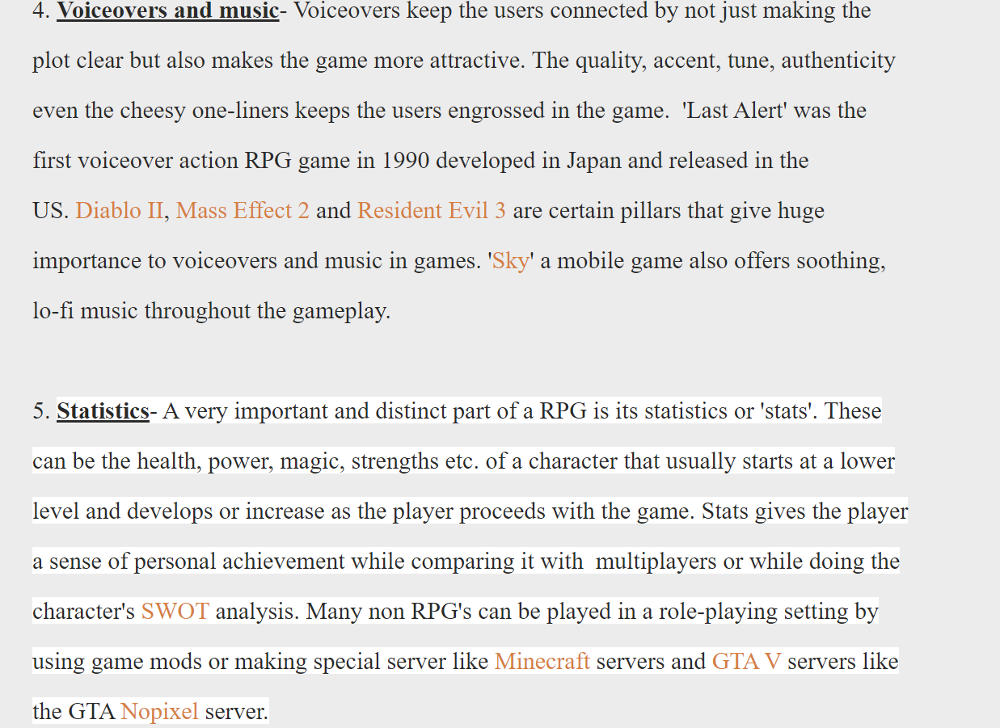 4. Voiceovers and music- Voiceovers keep the users connected by not just making the
plot clear but also makes the game more attractive. The quality, accent, tune, authenticity
even the cheesy one-liners keeps the users engrossed in the game.  'Last Alert' was the
first voiceover action RPG game in 1990 developed in Japan and released in the
US. Diablo II, Mass Effect 2 and Resident Evil 3 are certain pillars that give huge
importance to voiceovers and music in games. 'Sky' a mobile game also offers soothing,
lo-fi music throughout the gameplay.
5. Statistics- A very important and distinct part of a RPG is its statistics or 'stats'. These
can be the health, power, magic, strengths etc. of a character that usually starts at a lower
level and develops or increase as the player proceeds with the game. Stats gives the player
a sense of personal achievement while comparing it with  multiplayers or while doing the
character's SWOT analysis. Many non RPG's can be played in a role-playing setting by
using game mods or making special server like Minecraft servers and GTA V servers like
the GTA Nopixel server.